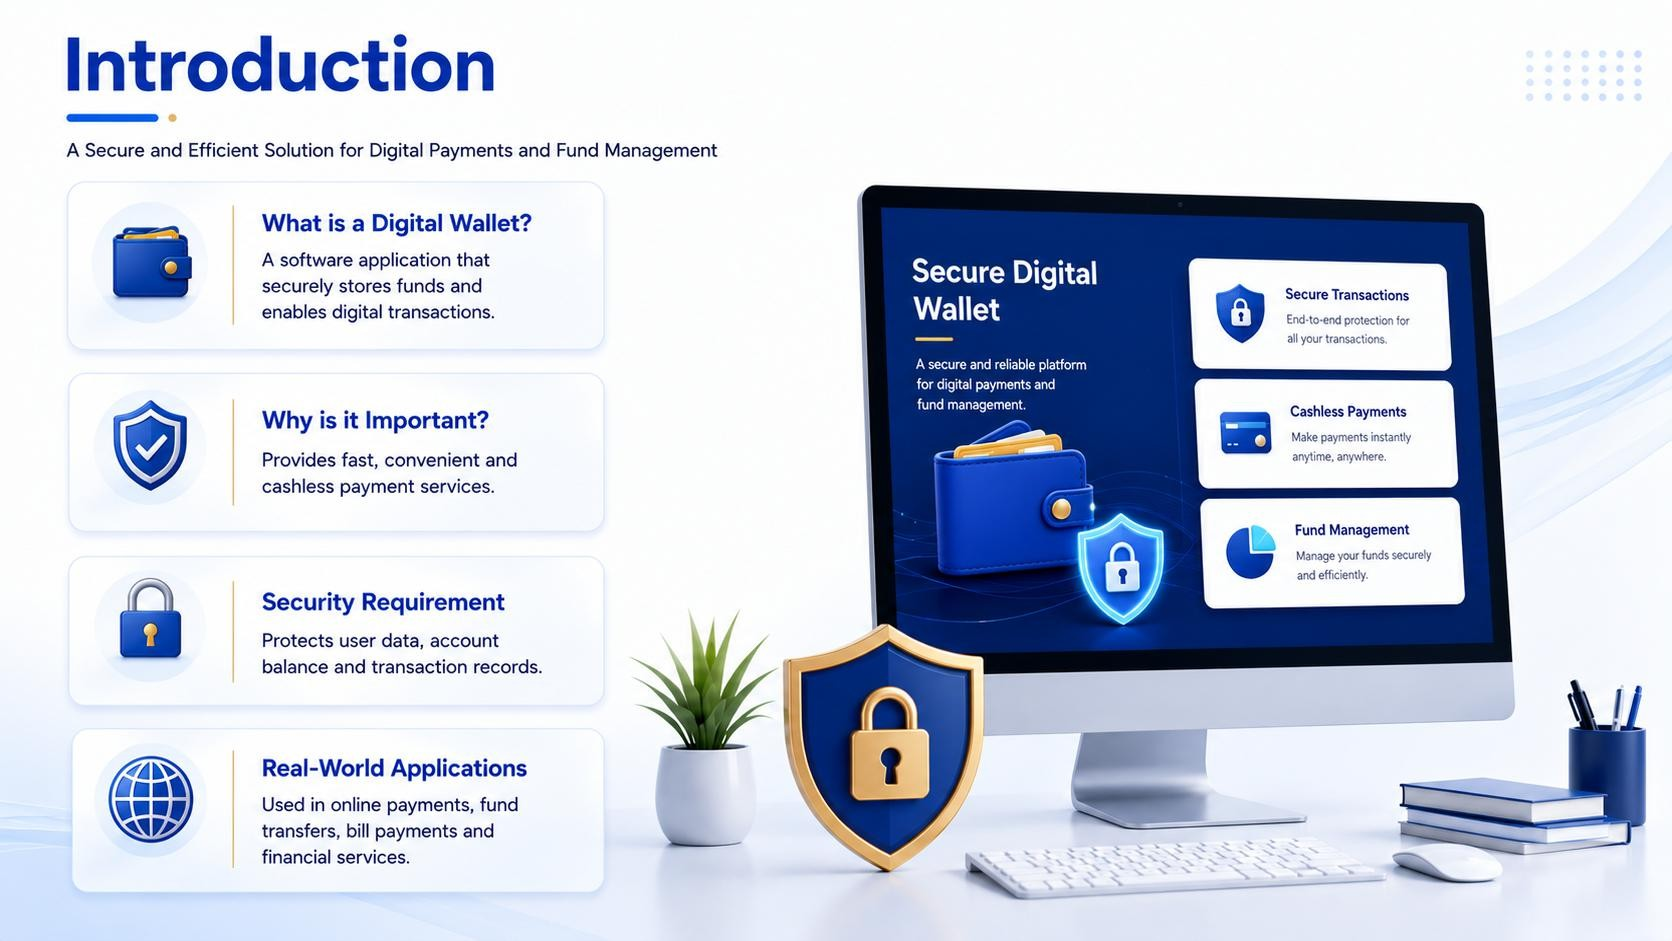 Introduction
A Secure and Efficient Solution for Digital Payments and Fund Management
What is a Digital Wallet?
A software application that
securely stores funds and
enables digital transactions.
Why is it Important?
Provides fast, convenient and
cashless payment services.
Security Requirement
Protects user data, account
balance and transaction records.
Real-World Applications
Used in online payments, fund
transfers, bill payments and
financial services.
Secure Digital
Wallet
A secure and reliable platform
for digital payments and
fund management.
Secure Transactions
End-to-end protection for
all your transactions.
Cashless Payments
Make payments instantly
anytime, anywhere.
Fund Management
Manage your funds securely
and efficiently.